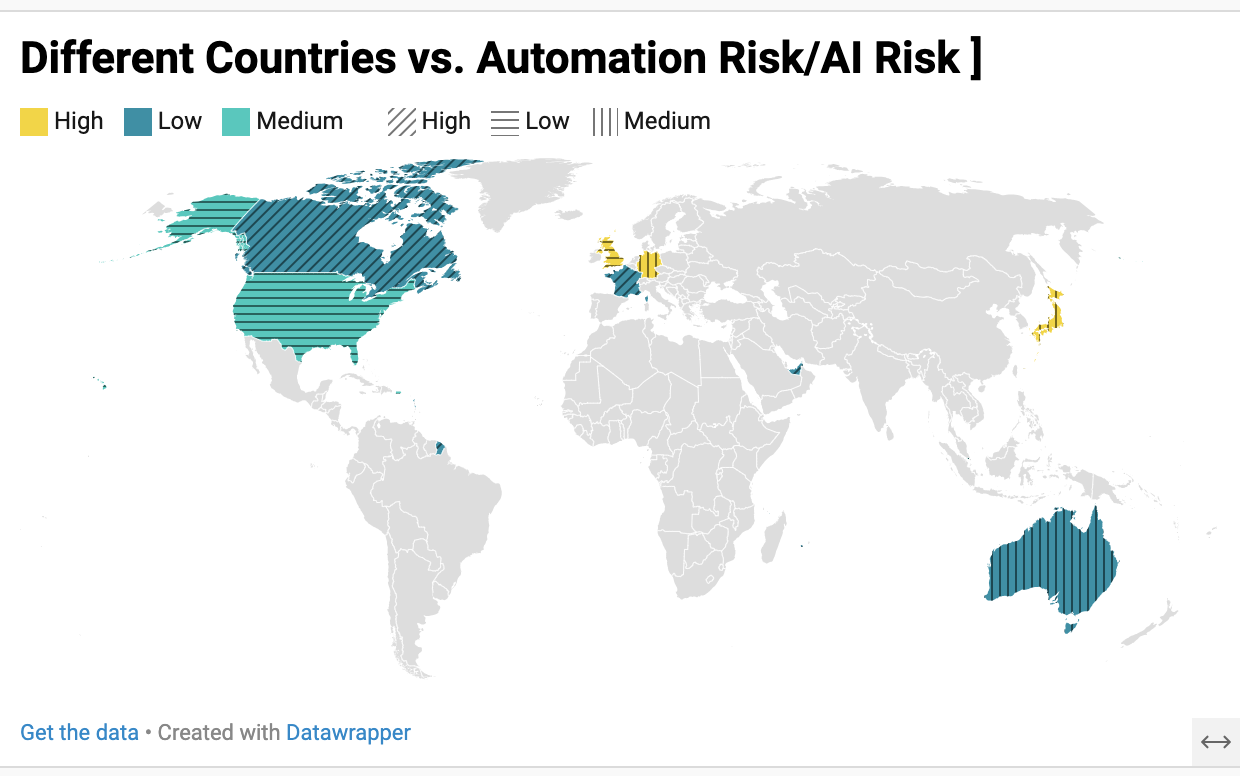 Different Countries vs. Automation Risk/AI Risk ]
High Low Medium High Low Medium
Get the data • Created with Datawrapper